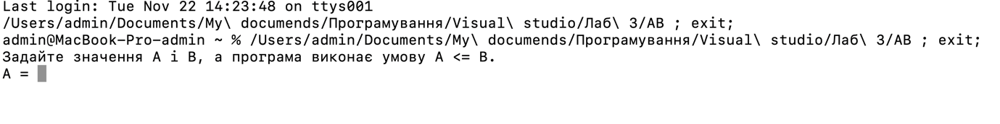 Last login: Tue Nov 22 14:23:48 on ttys001
/Users/admin/Documents/My\ documends/Програмування/Visual\ studio/Лаб\ 3/AB ; exit;
admin@MacBook-Pro-admin ~ % /Users/admin/Documents/My\ documends/Програмування/Visual\ studio/Лаб\ 3/AB ; exit;
Задайте значення A і B, а програма виконає умову A <= B.
A =